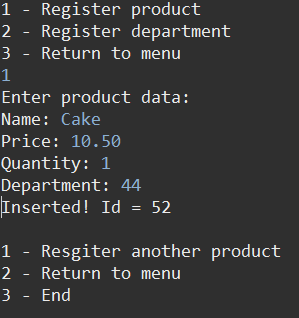 1 - Register product
2 - Register department
3 - Return to menu
1
Enter product data:
Name: Cake
Price: 10.50
Quantity: 1
Department: 44
Inserted! Id = 52
1 - Resgiter another product
2 - Return to menu
3 - End